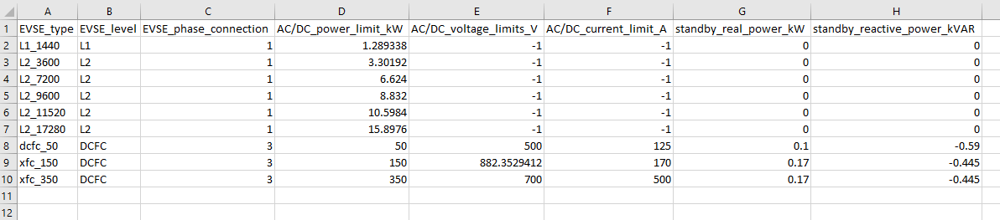 A B C D E F G H
1 EVSE_type EVSE_level EVSE_phase_connection AC/DC_power_limit_kW AC/DC_voltage_limits_V AC/DC_current_limit_A standby_real_power_kW standby_reactive_power_kVAR
2 L1_1440 L1 1 1.289338 -1 -1 0 0
3 L2_3600 L2 1 3.30192 -1 -1 0 0
4 L2_7200 L2 1 6.624 -1 -1 0 0
5 L2_9600 L2 1 8.832 -1 -1 0 0
6 L2_11520 L2 1 10.5984 -1 -1 0 0
7 L2_17280 L2 1 15.8976 -1 -1 0 0
8 dcfc_50 DCFC 3 50 500 125 0.1 -0.59
9 xfc_150 DCFC 3 150 882.3529412 170 0.17 -0.445
10 xfc_350 DCFC 3 350 700 500 0.17 -0.445
11
12